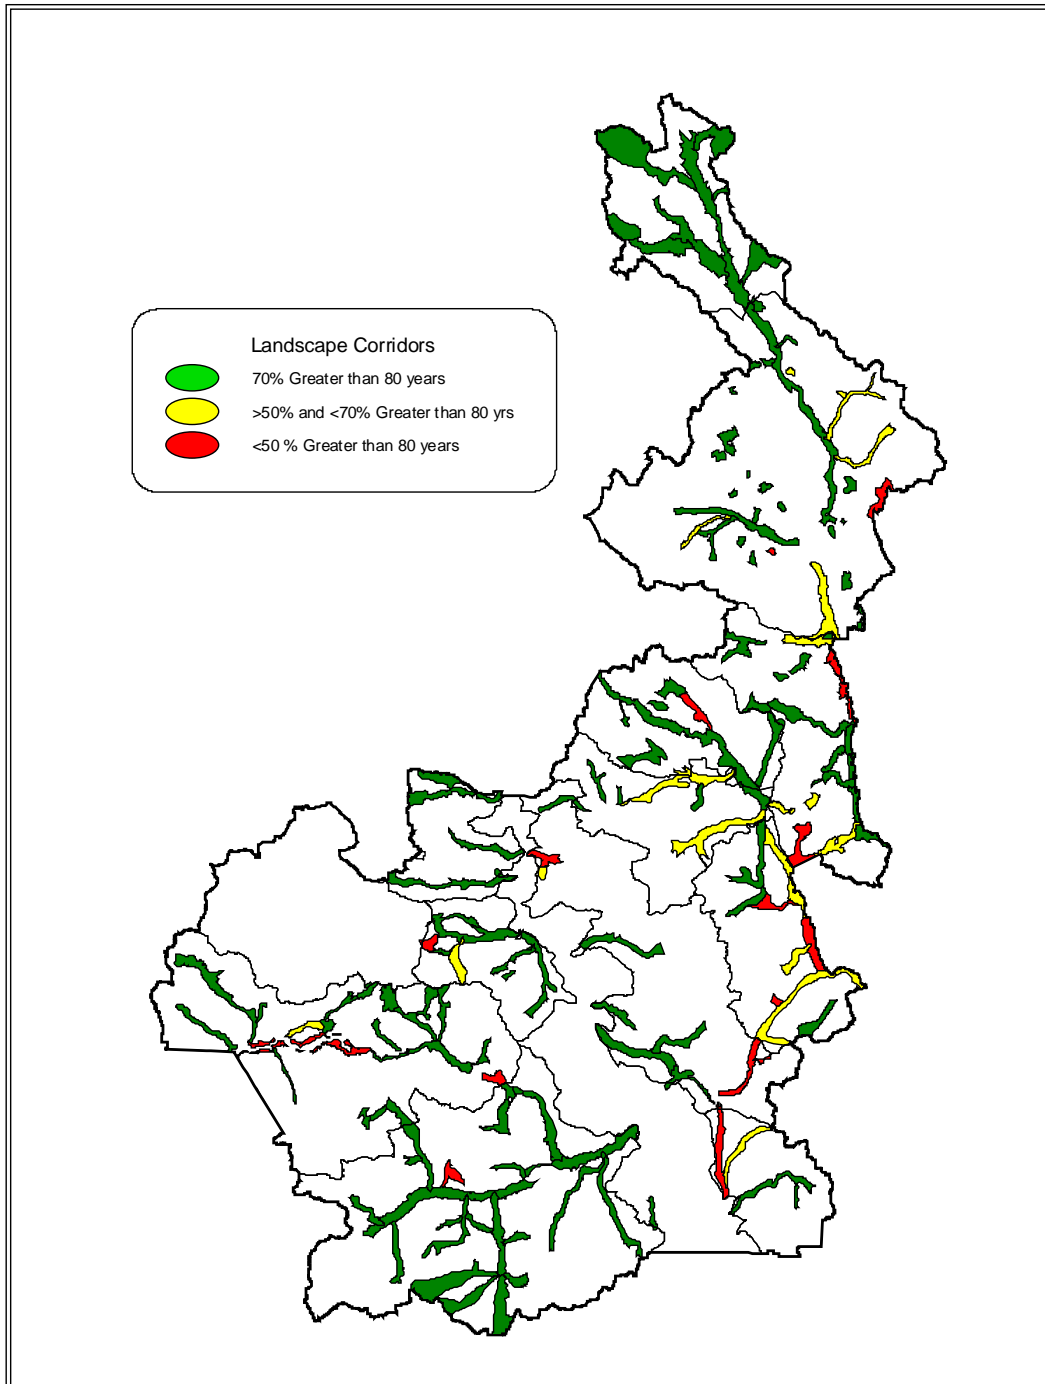 Landscape Corridors
70% Greater than 80 years
>50% and <70% Greater than 80 yrs
<50 % Greater than 80 years